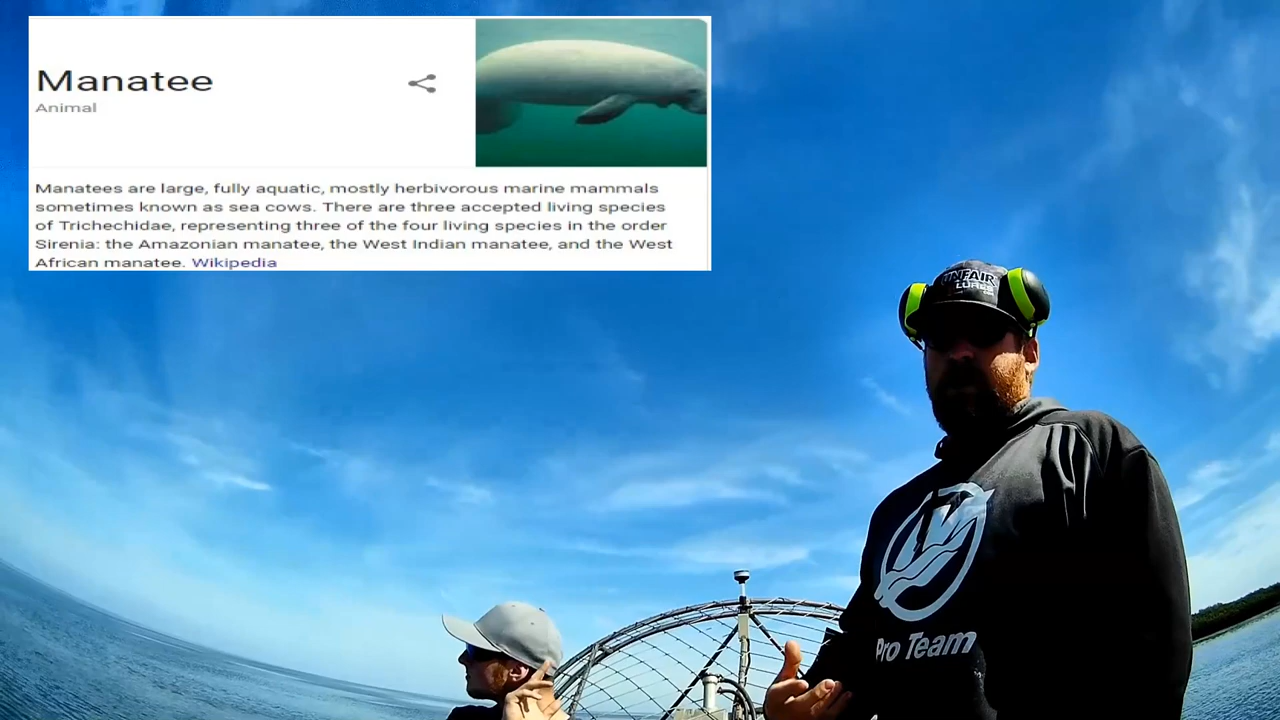 Manatee
Animal
Manatees are large, fully aquatic, mostly herbivorous marine mammals
sometimes known as sea cows. There are three accepted living species
of Trichechidae, representing three of the four living species in the order
Sirenia: the Amazonian manatee, the West Indian manatee, and the West
African manatee. Wikipedia
UNFAIR
LURES
Pro Team